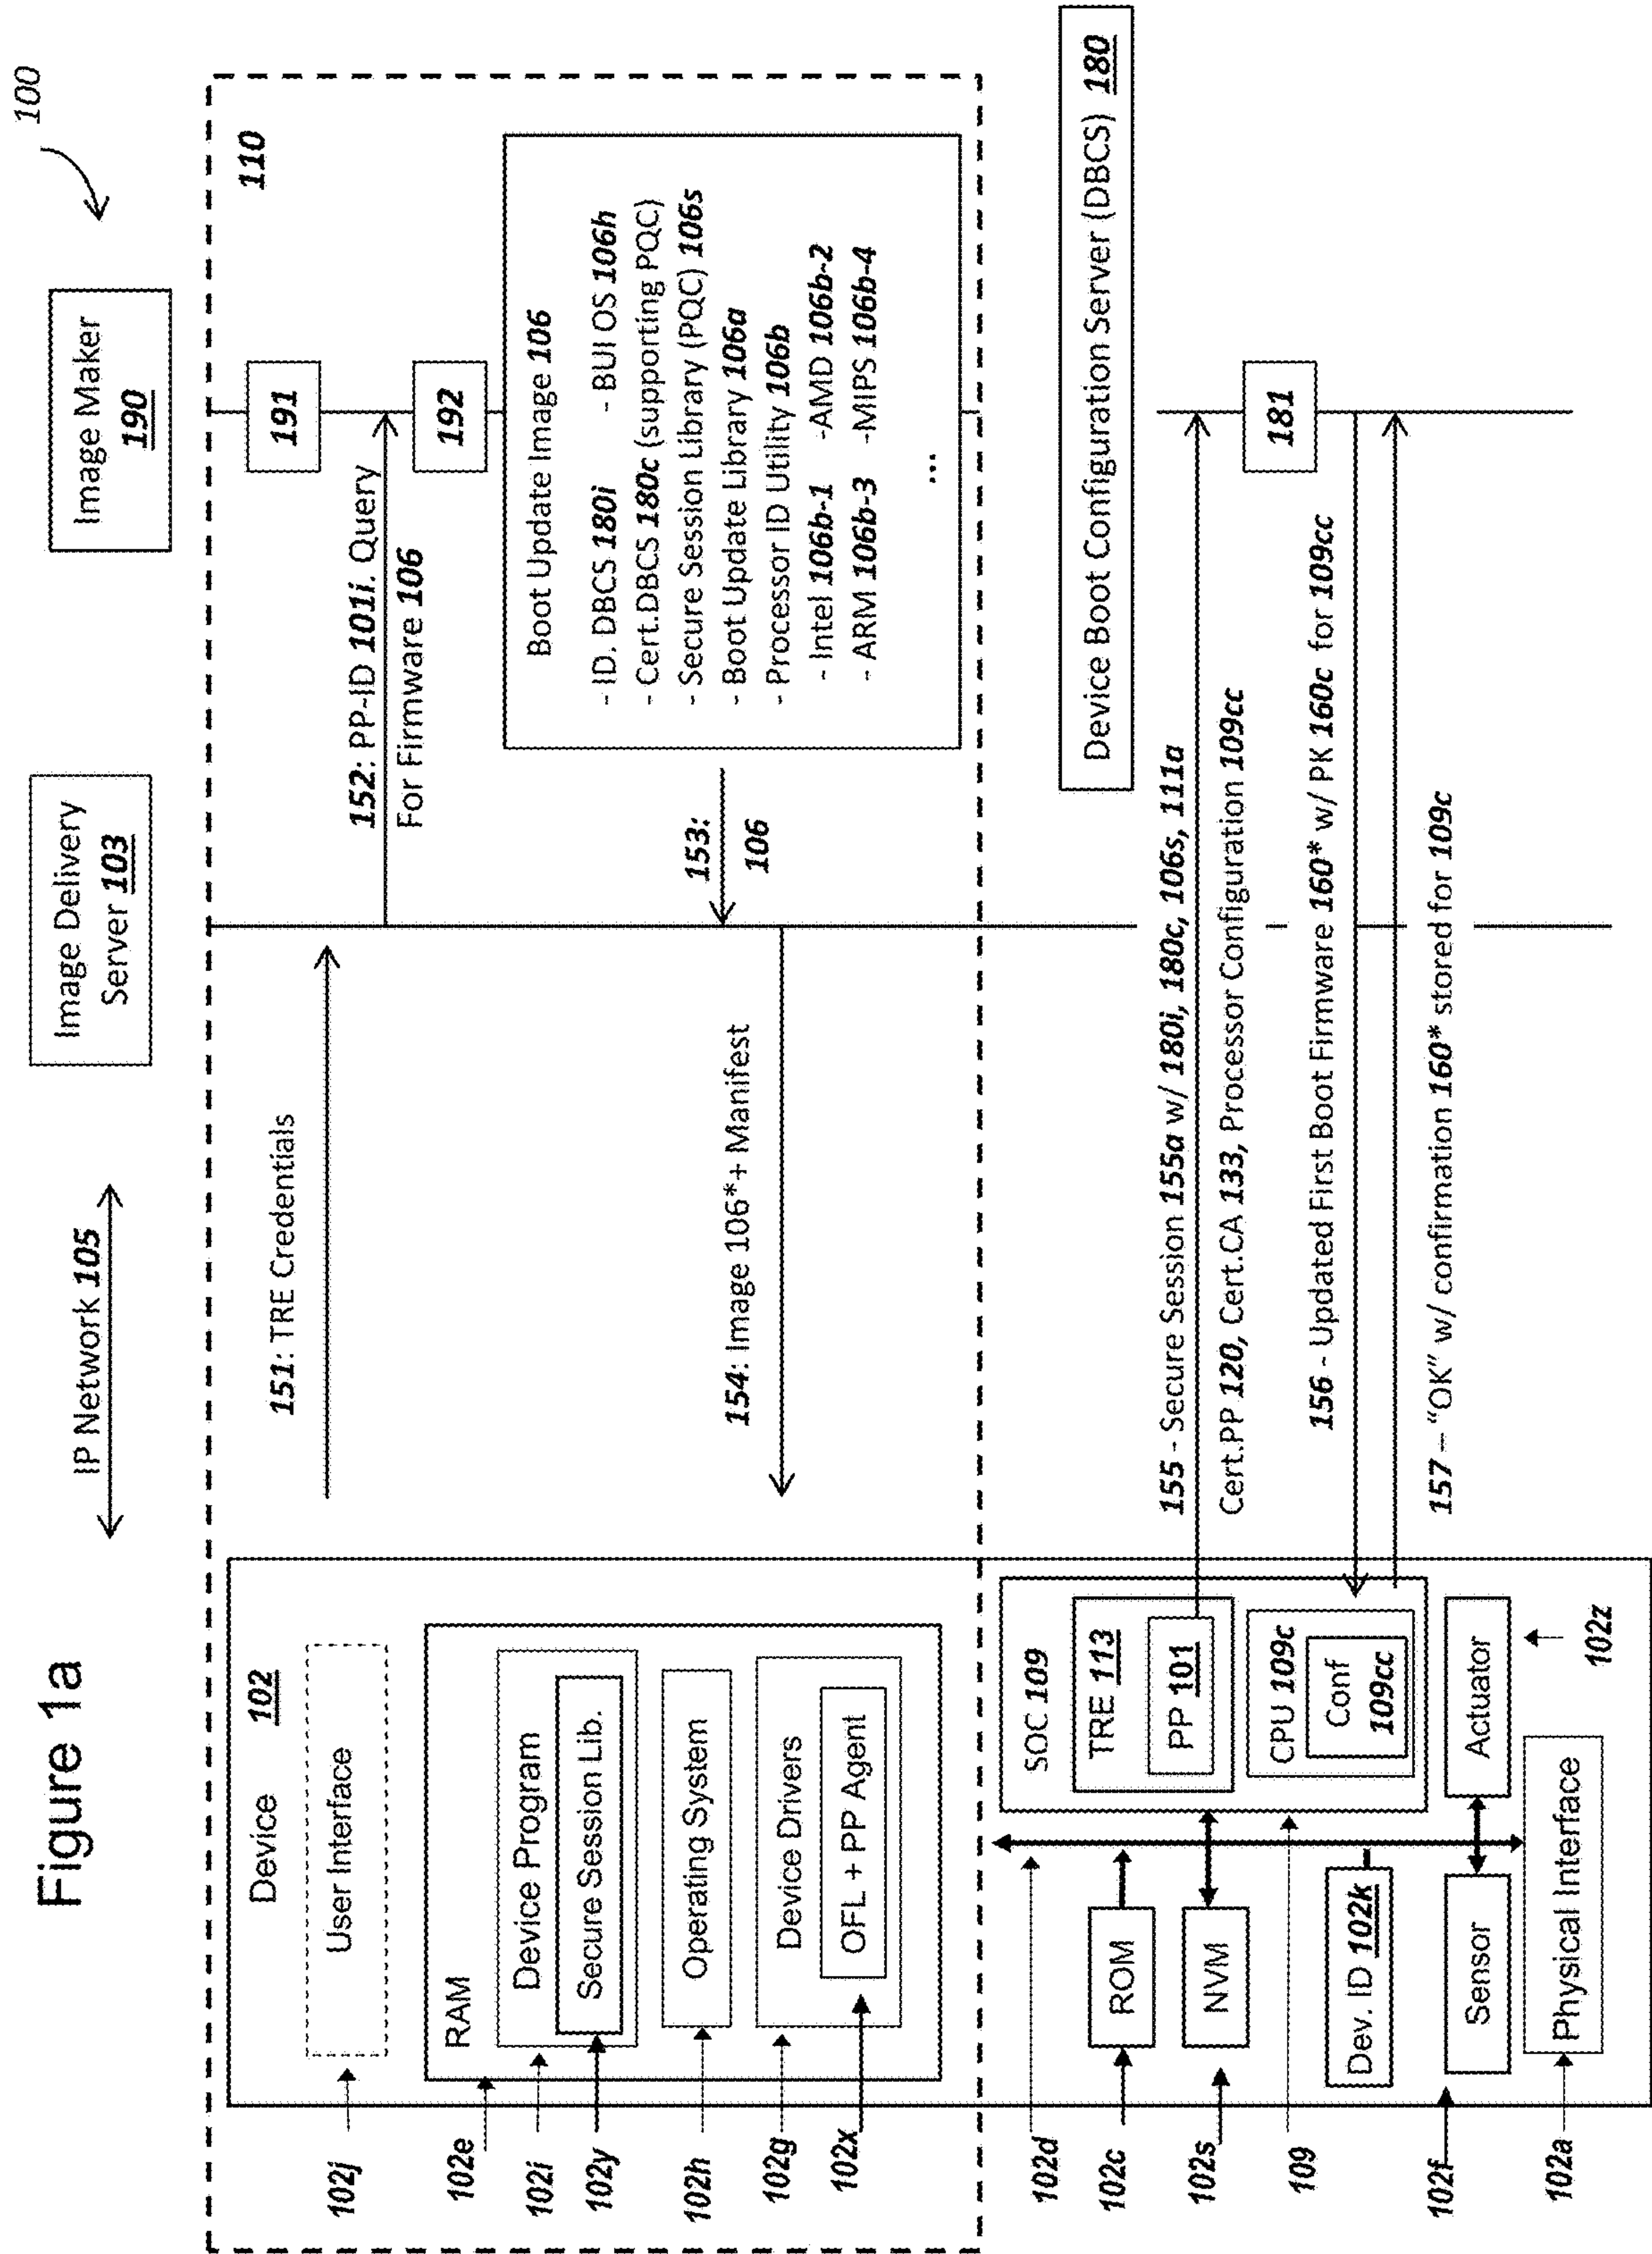 Figure 1a
100
IP Network 105
Image Delivery
Server 103
Image Maker
190
110
Device 102
User Interface
102j
RAM
102e
Device Program
102i
Secure Session Lib.
102y
Operating System
102h
Device Drivers
102g
OFL + PP Agent
102x
151: TRE Credentials
191
152: PP-ID 101i. Query
For Firmware 106
192
Boot Update Image 106
- ID. DBCS 180i - BUI OS 106h
- Cert.DBCS 180c (supporting PQC)
- Secure Session Library (PQC) 106s
- Boot Update Library 106a
- Processor ID Utility 106b
- Intel 106b-1 -AMD 106b-2
- ARM 106b-3 -MIPS 106b-4
...
153:
106
154: Image 106*+ Manifest
Device Boot Configuration Server (DBCS) 180
102d
ROM
102c
NVM
102s
109
Dev. ID 102k
Sensor
102f
Physical Interface
102a
SOC 109
TRE 113
PP 101
CPU 109c
Conf
109cc
Actuator
102z
155 - Secure Session 155a w/ 180i, 180c, 106s, 111a
Cert.PP 120, Cert.CA 133, Processor Configuration 109cc
181
156 - Updated First Boot Firmware 160* w/ PK 160c for 109cc
157 – “OK” w/ confirmation 160* stored for 109c